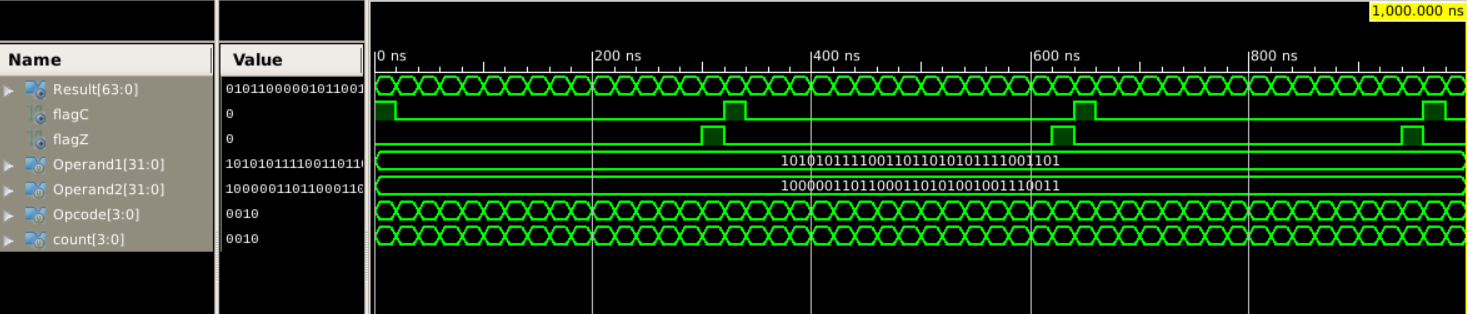 1,000.000 ns
Name Value 0 ns 200 ns 400 ns 600 ns 800 ns
Result[63:0] 01011000001011001
flagC 0
flagZ 0
Operand1[31:0] 10101011110011011 10101011110011011010101111001101
Operand2[31:0] 10000011011000110 10000011011000110101001001110011
Opcode[3:0] 0010
count[3:0] 0010